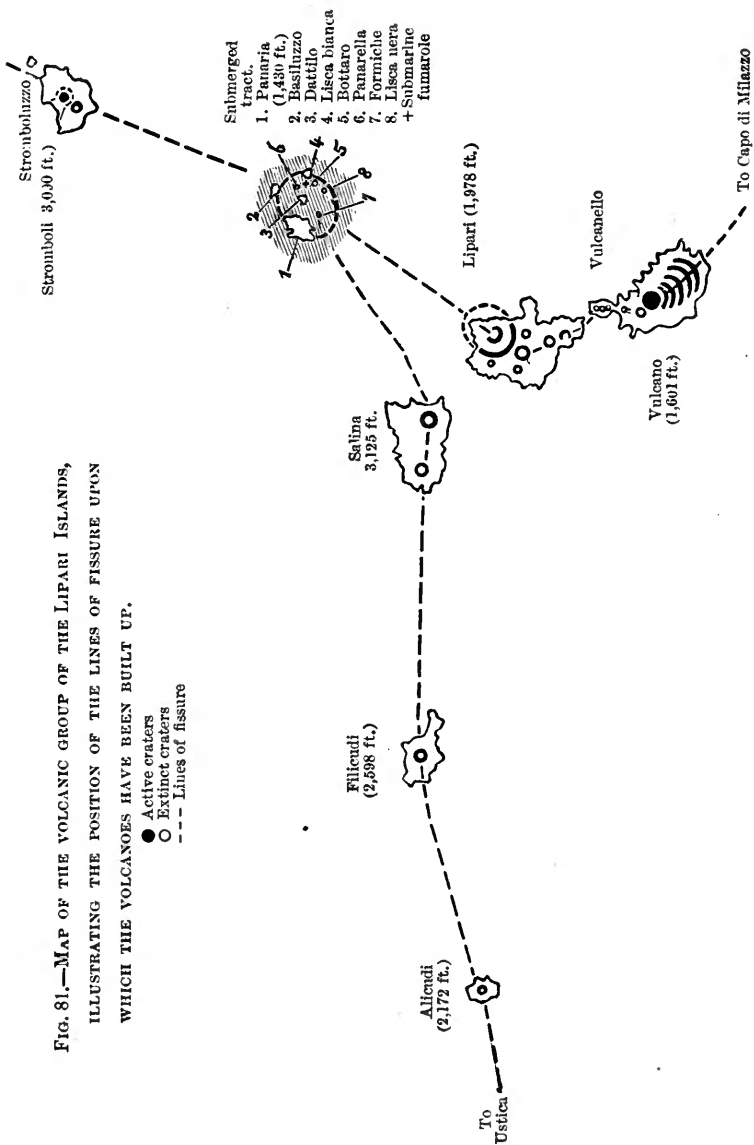 FIG. 81.—MAP OF THE VOLCANIC GROUP OF THE LIPARI ISLANDS,
ILLUSTRATING THE POSITION OF THE LINES OF FISSURE UPON
WHICH THE VOLCANOES HAVE BEEN BUILT UP.
Active craters
Extinct craters
--- Lines of fissure
Stromboluzzo
Stromboli 3,090 ft.)
Submerged
tract.
1. Panaria
(1,430 ft.)
2. Basiluzzo
3. Dattilo
4. Lisca bianca
5. Bottaro
6. Panarella
7. Formiche
8. Lisca nera
+ Submarine
fumarole
1
2
3
6
4
5
8
7
Lipari (1,978 ft.)
Vulcanello
Vulcano
(1,601 ft.)
To Capo di Milazzo
Salina
3,125 ft.
Filicudi
(2,598 ft.)
Alicudi
(2,172 ft.)
To
Ustica